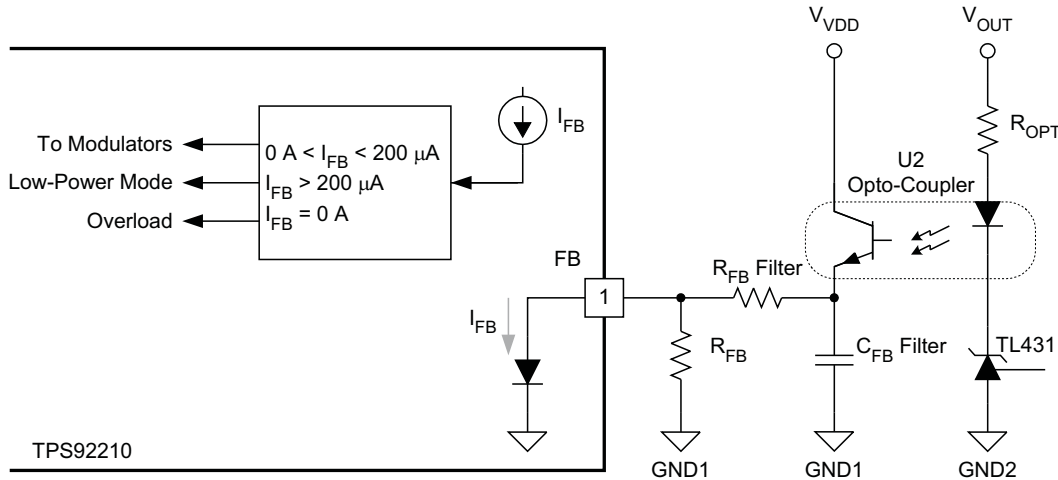 V_VDD
V_OUT
I_FB
R_OPT
To Modulators
0 A < I_FB < 200 μA
U2
Low-Power Mode
I_FB > 200 μA
Opto-Coupler
Overload
I_FB = 0 A
FB
R_FB Filter
1
I_FB
R_FB
C_FB Filter
TL431
TPS92210
GND1
GND1
GND2